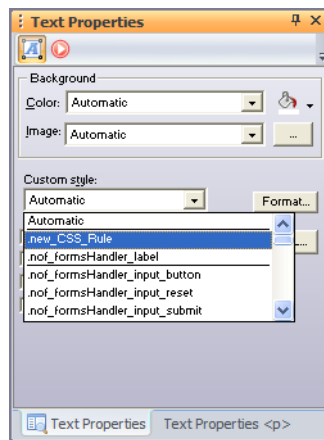 Text Properties
Background
Color: Automatic
Image: Automatic
...
Custom style:
Automatic
Format...
Automatic
.new_CSS_Rule
.nof_formsHandler_label
.nof_formsHandler_input_button
.nof_formsHandler_input_reset
.nof_formsHandler_input_submit
Text Properties
Text Properties <p>